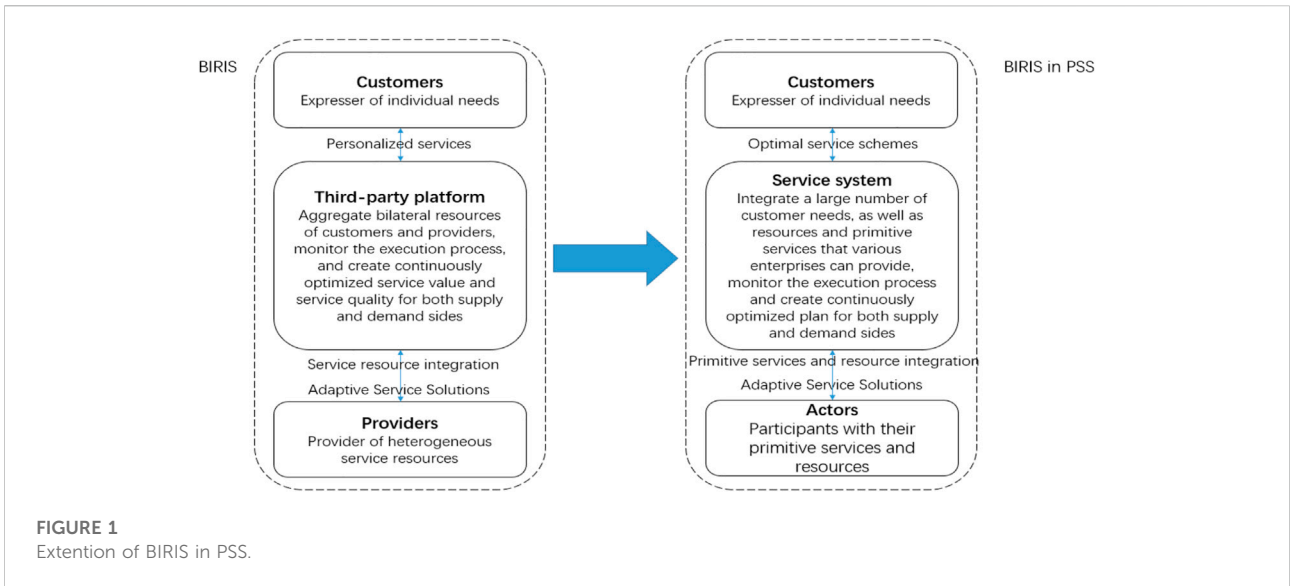 BIRIS
Customers
Expresser of individual needs
Personalized services
Third-party platform
Aggregate bilateral resources
of customers and providers,
monitor the execution process,
and create continuously
optimized service value and
service quality for both supply
and demand sides
Service resource integration
Adaptive Service Solutions
Providers
Provider of heterogeneous
service resources
BIRIS in PSS
Customers
Expresser of individual needs
Optimal service schemes
Service system
Integrate a large number of
customer needs, as well as
resources and primitive
services that various
enterprises can provide,
monitor the execution process
and create continuously
optimized plan for both supply
and demand sides
Primitive services and resource integration
Adaptive Service Solutions
Actors
Participants with their
primitive services and
resources
FIGURE 1
Extention of BIRIS in PSS.